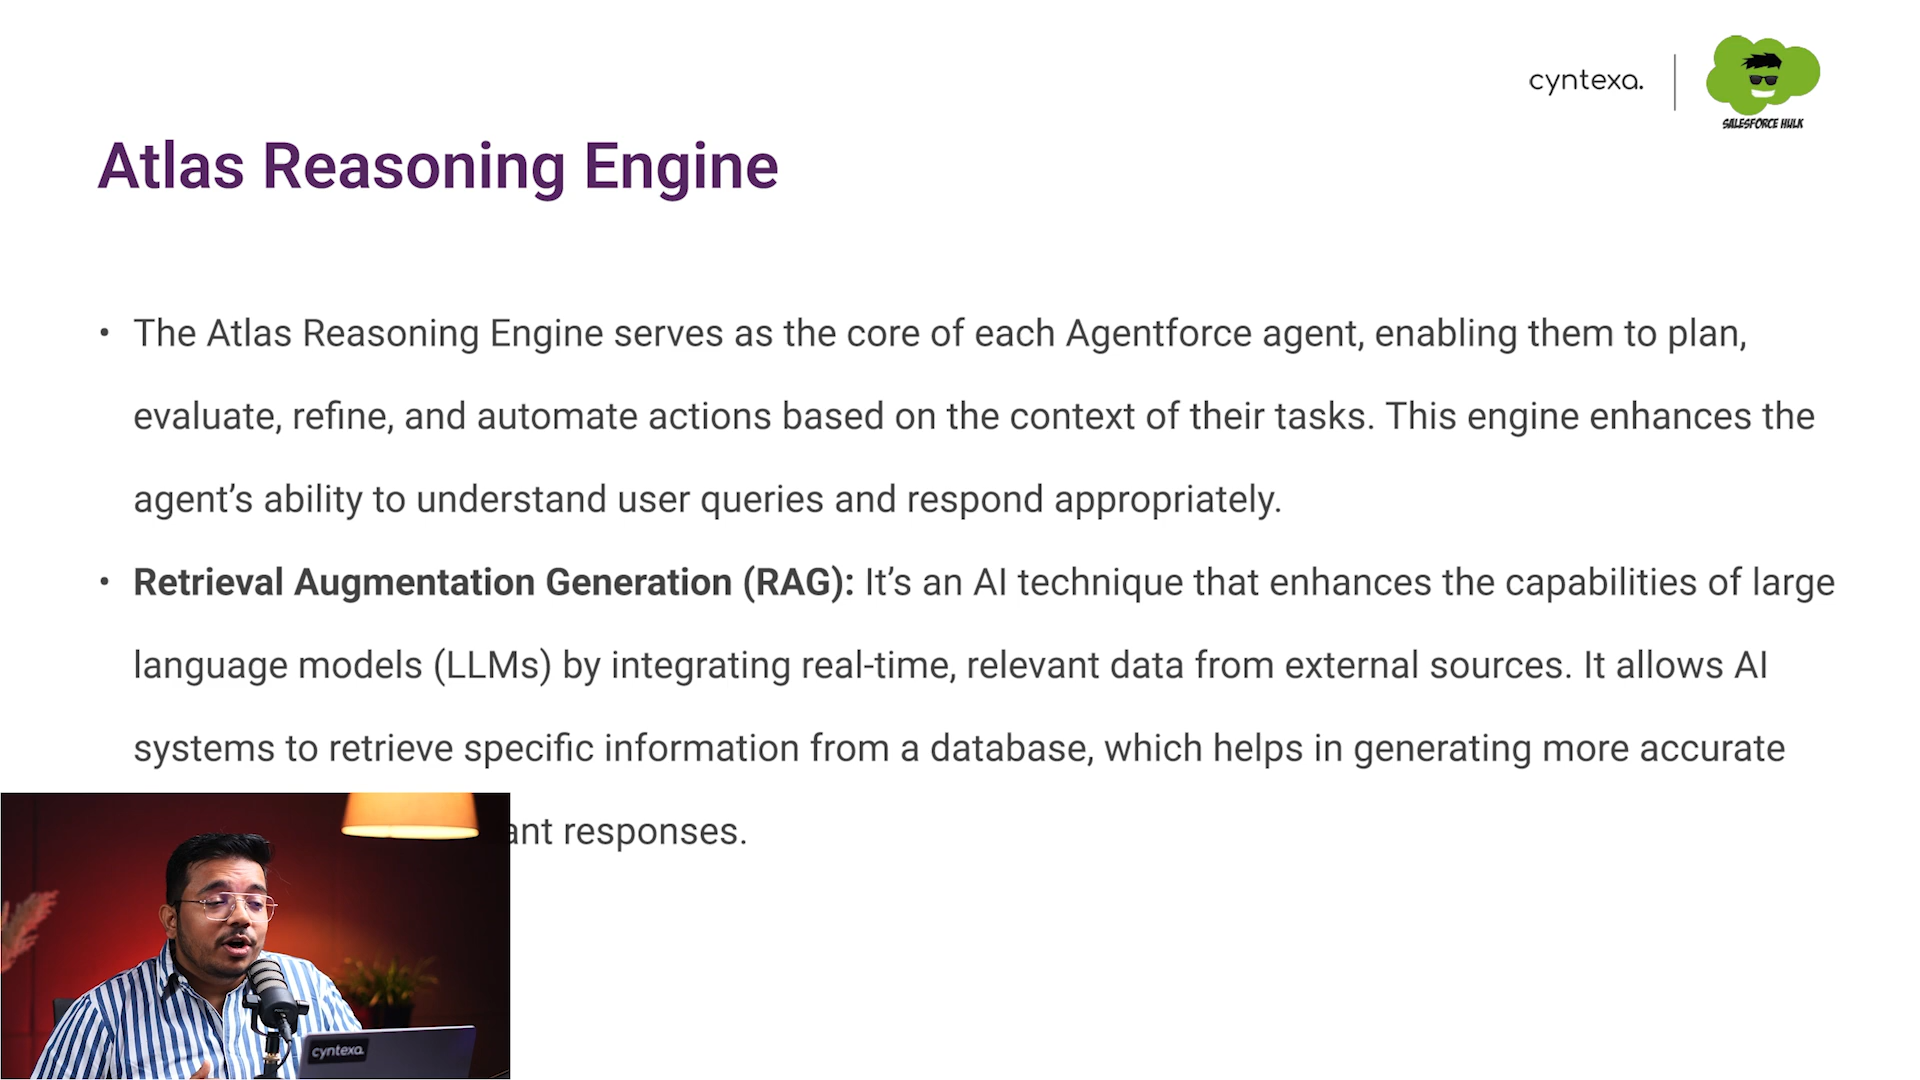 cyntexa.
SALESFORCE HULK
Atlas Reasoning Engine
• The Atlas Reasoning Engine serves as the core of each Agentforce agent, enabling them to plan,
evaluate, refine, and automate actions based on the context of their tasks. This engine enhances the
agent’s ability to understand user queries and respond appropriately.
• Retrieval Augmentation Generation (RAG): It’s an AI technique that enhances the capabilities of large
language models (LLMs) by integrating real-time, relevant data from external sources. It allows AI
systems to retrieve specific information from a database, which helps in generating more accurate
responses.
cyntexa.